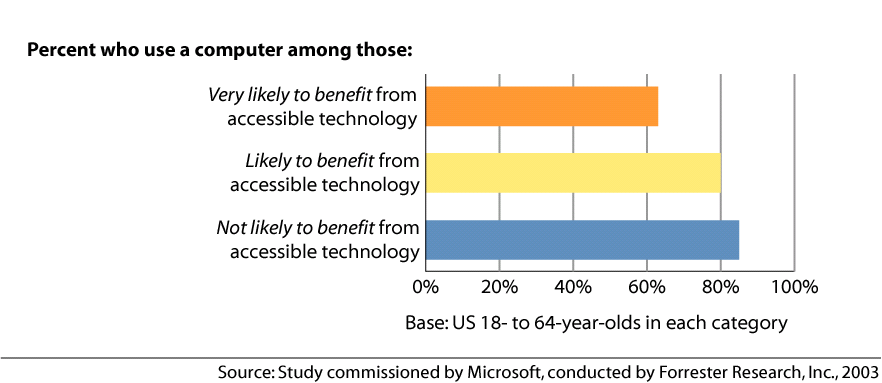 Percent who use a computer among those:
Very likely to benefit from
accessible technology
Likely to benefit from
accessible technology
Not likely to benefit from
accessible technology
0% 20% 40% 60% 80% 100%
Base: US 18- to 64-year-olds in each category
Source: Study commissioned by Microsoft, conducted by Forrester Research, Inc., 2003